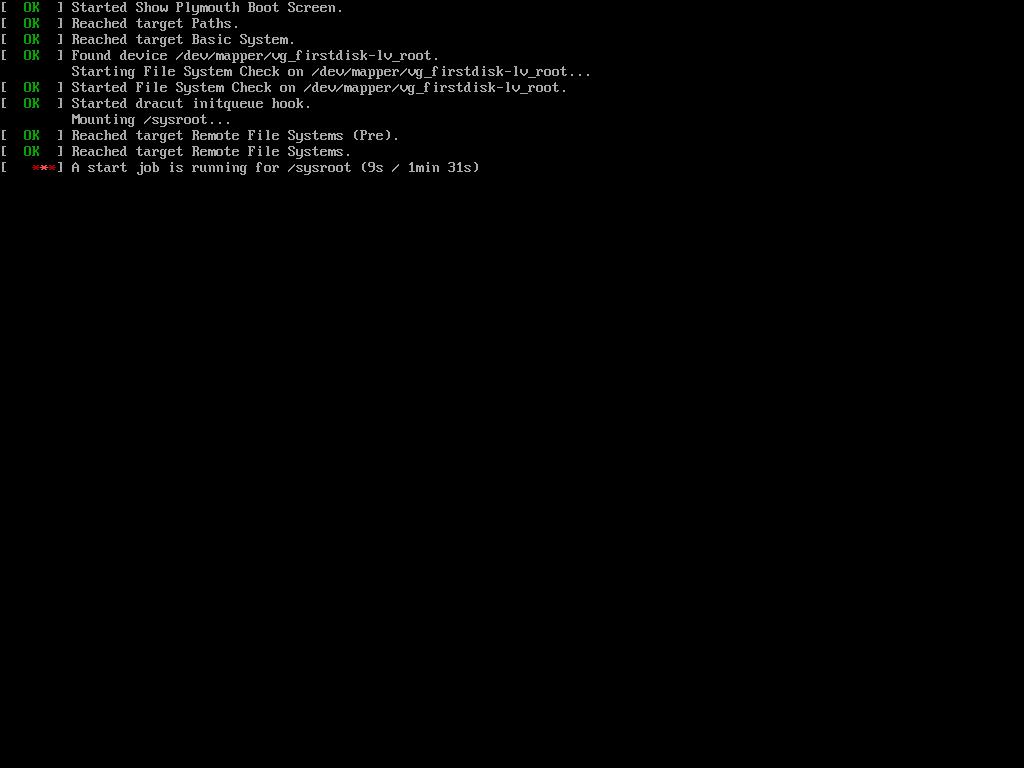 [  OK  ] Started Show Plymouth Boot Screen.
[  OK  ] Reached target Paths.
[  OK  ] Reached target Basic System.
[  OK  ] Found device /dev/mapper/vg_firstdisk-lv_root.
         Starting File System Check on /dev/mapper/vg_firstdisk-lv_root...
[  OK  ] Started File System Check on /dev/mapper/vg_firstdisk-lv_root.
[  OK  ] Started dracut initqueue hook.
         Mounting /sysroot...
[  OK  ] Reached target Remote File Systems (Pre).
[  OK  ] Reached target Remote File Systems.
[   ***] A start job is running for /sysroot (9s / 1min 31s)